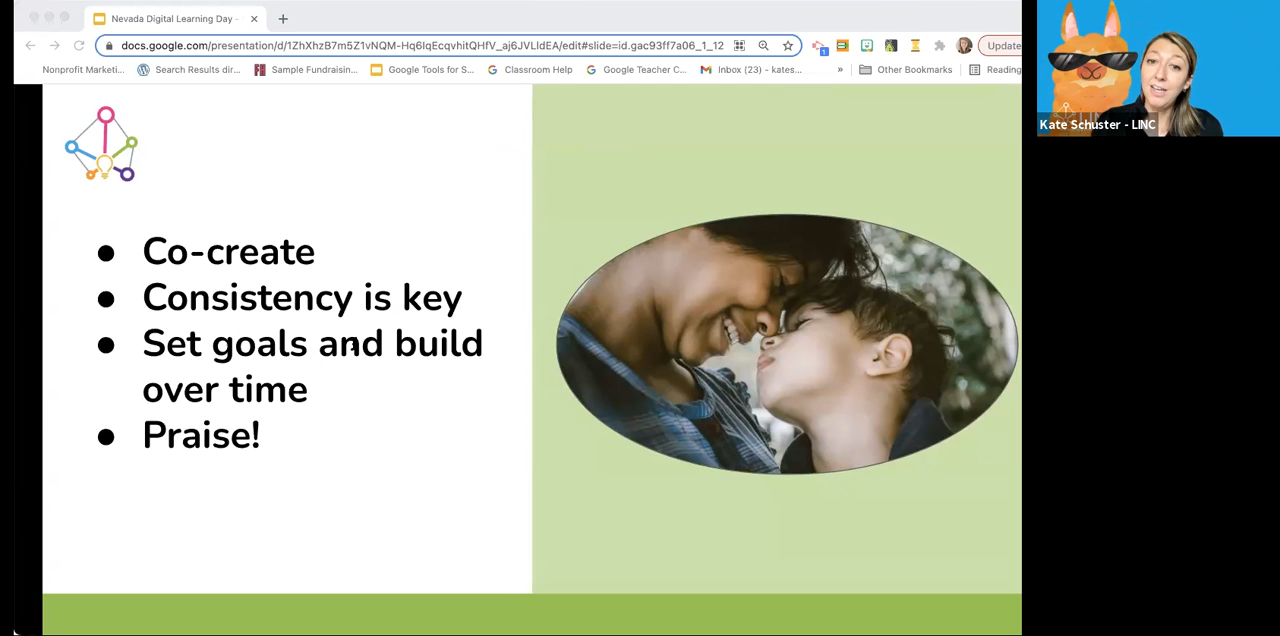 Nevada Digital Learning Day -
docs.google.com/presentation/d/1ZhXhzB7m5Z1vNQM-Hq6IqEcqvhitQHfV_aj6JVLIdEA/edit#slide=id.gac93ff7a06_1_12
1
Update
Nonprofit Marketi...
Search Results dir...
Sample Fundraisin...
Google Tools for S...
Classroom Help
Google Teacher C...
Inbox (23) - kates...
»
Other Bookmarks
Reading
Kate Schuster - LINC
● Co-create
● Consistency is key
● Set goals and build
over time
● Praise!